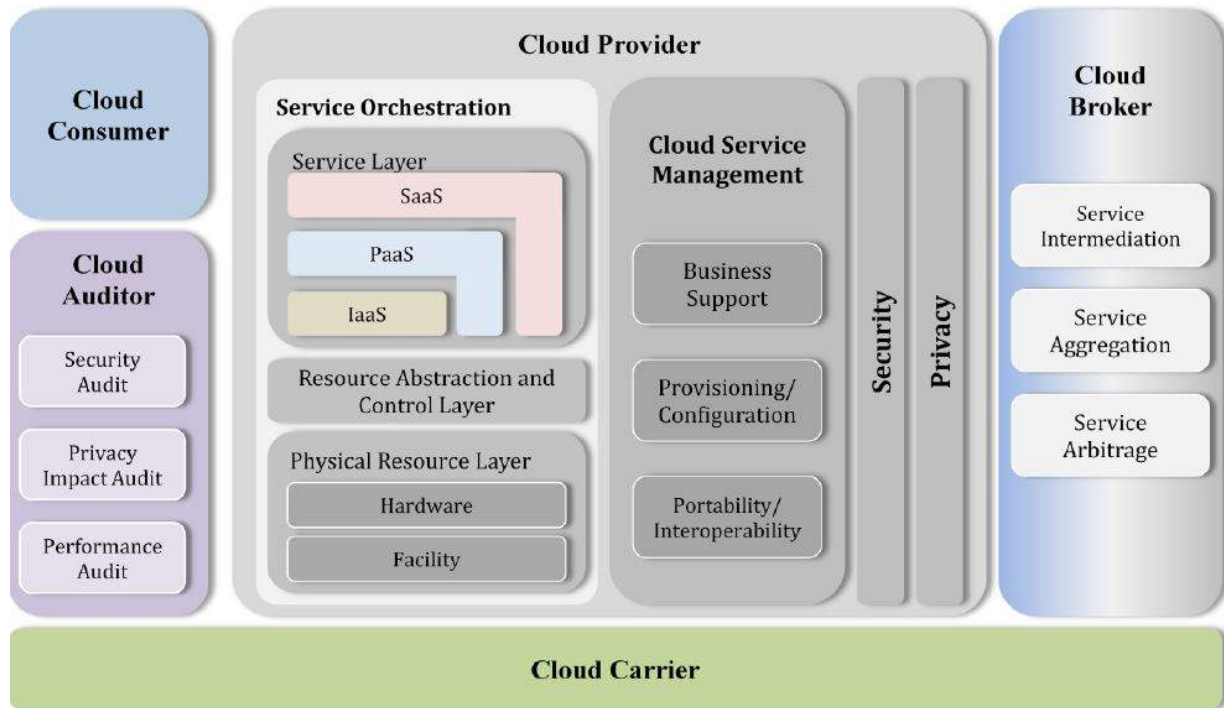 Cloud
Consumer
Cloud
Auditor
Security
Audit
Privacy
Impact Audit
Performance
Audit
Cloud Provider
Service Orchestration
Service Layer
SaaS
PaaS
IaaS
Resource Abstraction and
Control Layer
Physical Resource Layer
Hardware
Facility
Cloud Service
Management
Business
Support
Provisioning/
Configuration
Portability/
Interoperability
Security
Privacy
Cloud
Broker
Service
Intermediation
Service
Aggregation
Service
Arbitrage
Cloud Carrier